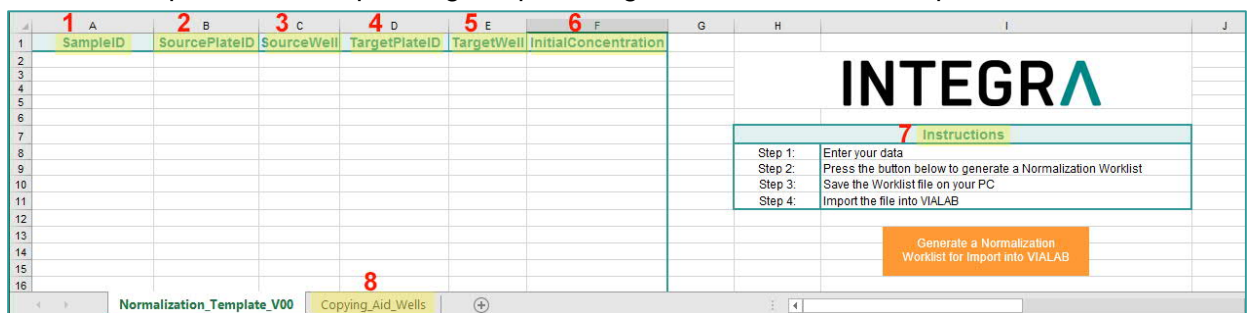 1 A 2 B 3 C 4 D 5 E 6 F G H I J
1 SampleID SourcePlateID SourceWell TargetPlateID TargetWell InitialConcentration
2
3
4
5
INTEGRA
6
7 7 Instructions
8 Step 1: Enter your data
9 Step 2: Press the button below to generate a Normalization Worklist
10 Step 3: Save the Worklist file on your PC
11 Step 4: Import the file into VIALAB
12
13 Generate a Normalization
14 Worklist for Import into VIALAB
15
16 8
Normalization_Template_V00 Copying_Aid_Wells